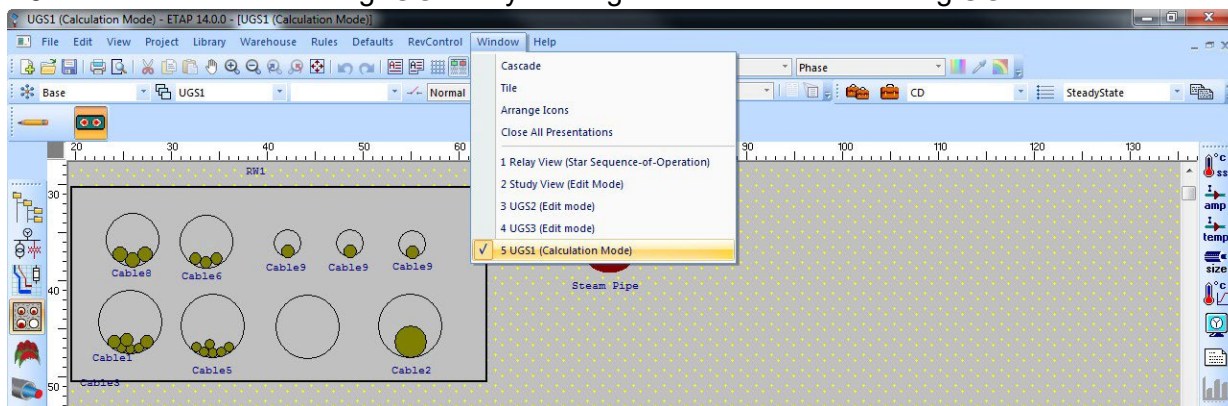 UGS1 (Calculation Mode) - ETAP 14.0.0 - [UGS1 (Calculation Mode)]
File Edit View Project Library Warehouse Rules Defaults RevControl Window Help
Base UGS1 Normal Phase CD SteadyState
Cascade
Tile
Arrange Icons
Close All Presentations
1 Relay View (Star Sequence-of-Operation)
2 Study View (Edit Mode)
3 UGS2 (Edit mode)
4 UGS3 (Edit mode)
5 UGS1 (Calculation Mode)
20 30 40 50 60 90 100 110 120 130
RW1
30
40
50
Cable8 Cable6 Cable9 Cable9 Cable9
Steam Pipe
Cable1 Cable5 Cable2
Cable3
°C
ss
I
amp
I
temp
size
°C